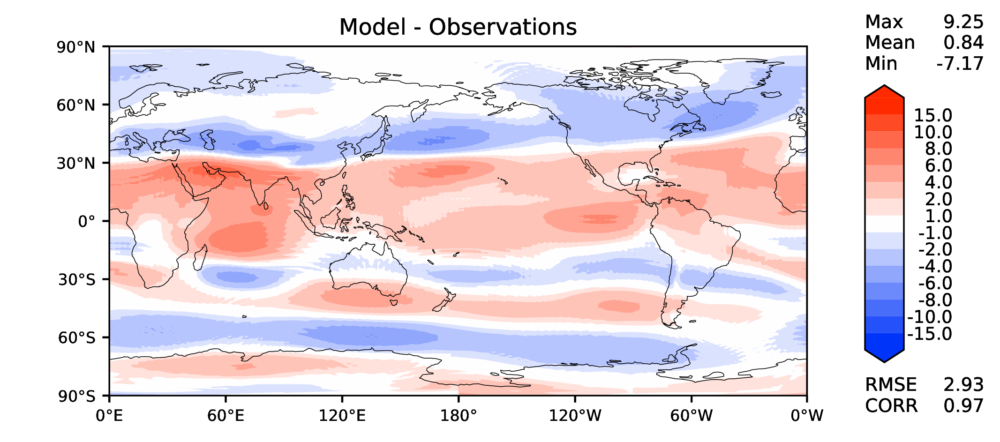 Model - Observations
Max 9.25
Mean 0.84
Min -7.17
90°N
60°N
30°N
0°
30°S
60°S
90°S
0°E 60°E 120°E 180° 120°W 60°W 0°W
15.0
10.0
8.0
6.0
4.0
2.0
1.0
-1.0
-2.0
-4.0
-6.0
-8.0
-10.0
-15.0
RMSE 2.93
CORR 0.97